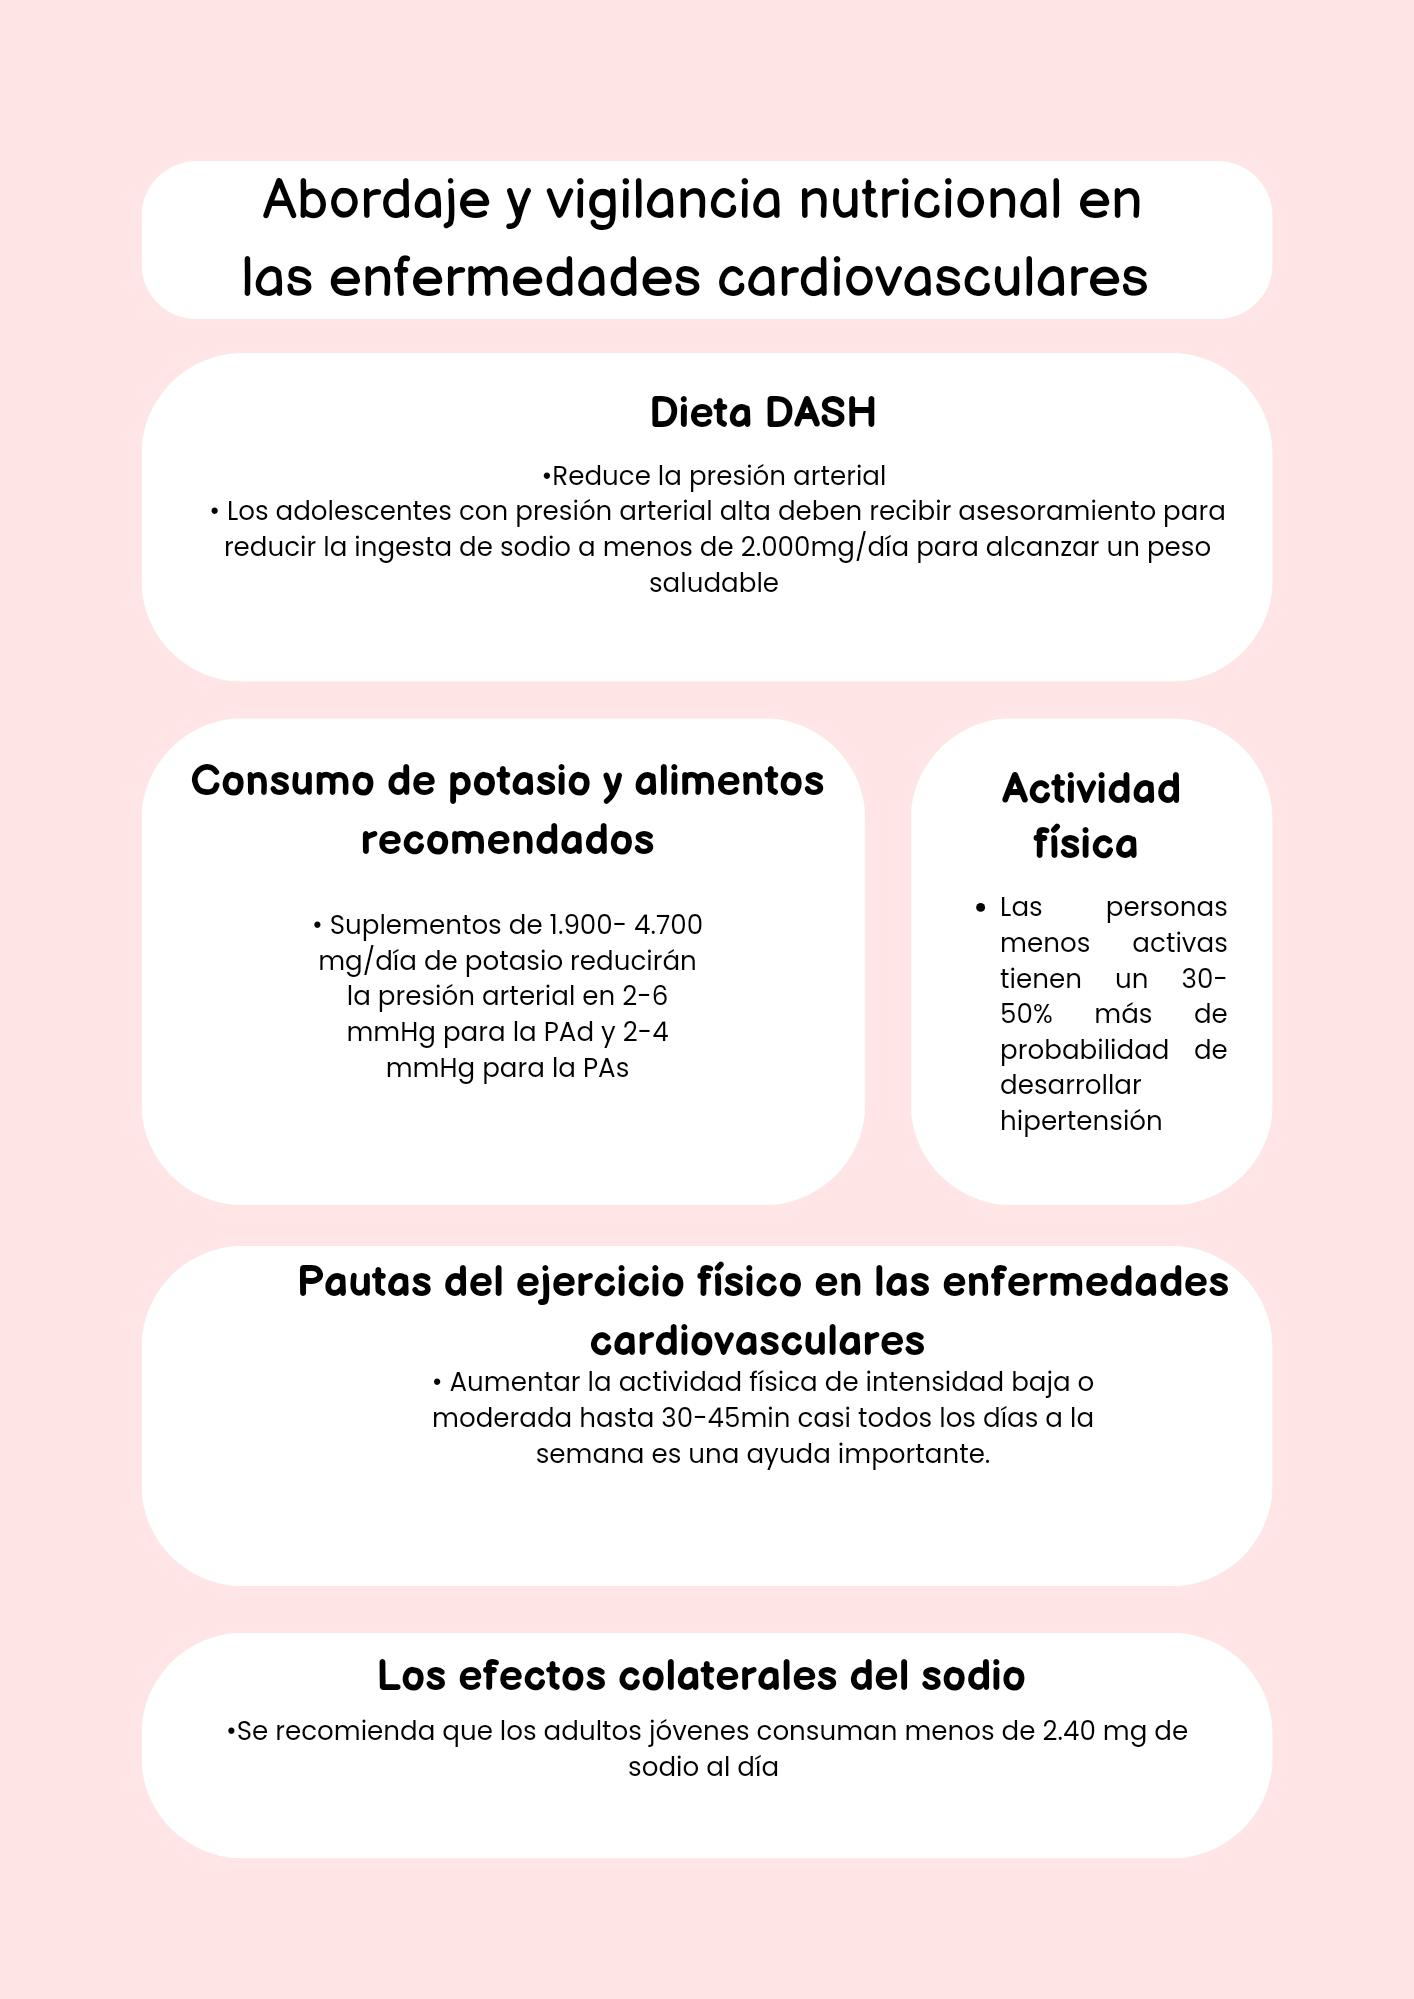 Abordaje y vigilancia nutricional en
las enfermedades cardiovasculares
Dieta DASH
•Reduce la presión arterial
• Los adolescentes con presión arterial alta deben recibir asesoramiento para
reducir la ingesta de sodio a menos de 2.000mg/día para alcanzar un peso
saludable
Consumo de potasio y alimentos
recomendados
• Suplementos de 1.900- 4.700
mg/día de potasio reducirán
la presión arterial en 2-6
mmHg para la PAd y 2-4
mmHg para la PAs
Actividad
física
• Las personas
menos activas
tienen un 30-
50% más de
probabilidad de
desarrollar
hipertensión
Pautas del ejercicio físico en las enfermedades
cardiovasculares
• Aumentar la actividad física de intensidad baja o
moderada hasta 30-45min casi todos los días a la
semana es una ayuda importante.
Los efectos colaterales del sodio
•Se recomienda que los adultos jóvenes consuman menos de 2.40 mg de
sodio al día